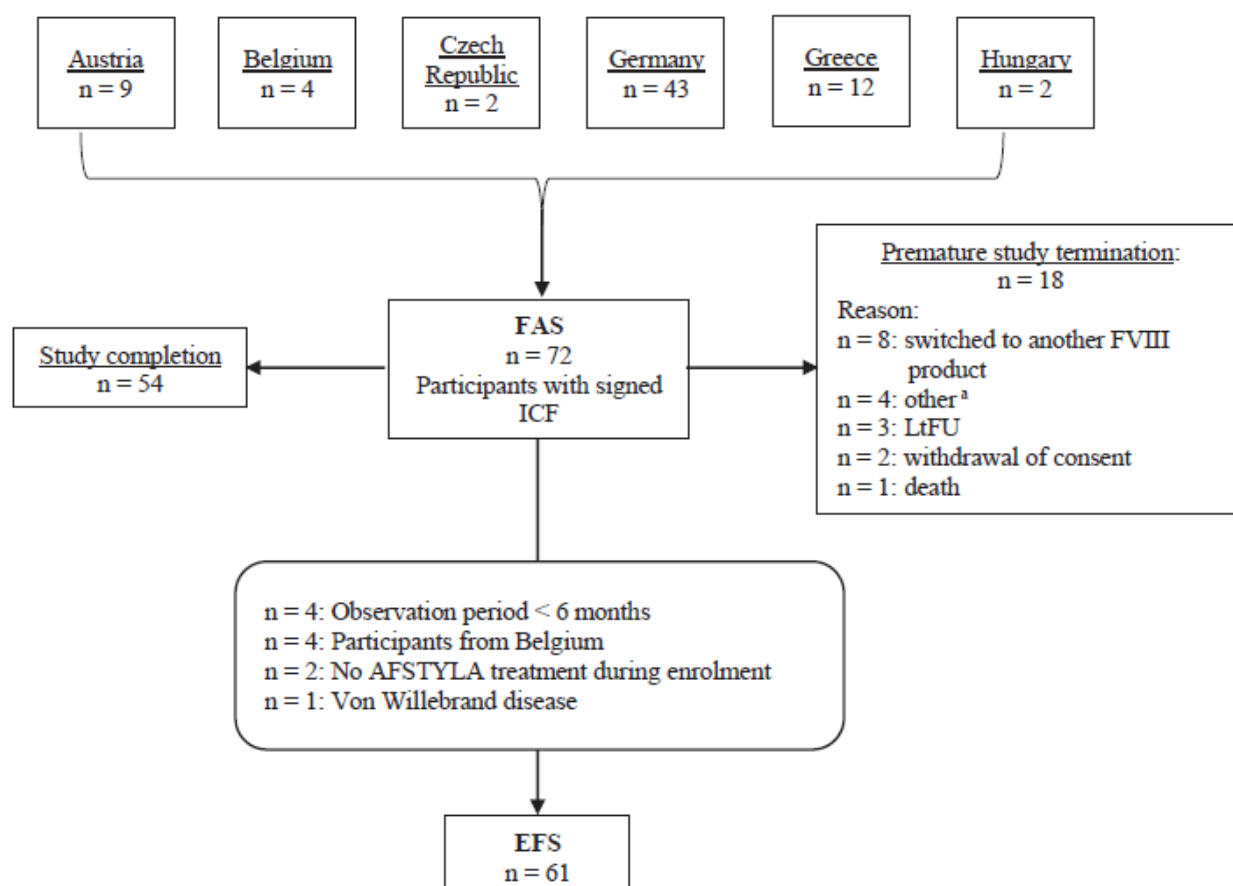 Austria
n = 9
Belgium
n = 4
Czech
Republic
n = 2
Germany
n = 43
Greece
n = 12
Hungary
n = 2
Premature study termination:
n = 18
Reason:
n = 8: switched to another FVIII
product
n = 4: other a
n = 3: LtFU
n = 2: withdrawal of consent
n = 1: death
FAS
n = 72
Participants with signed
ICF
Study completion
n = 54
n = 4: Observation period < 6 months
n = 4: Participants from Belgium
n = 2: No AFSTYLA treatment during enrolment
n = 1: Von Willebrand disease
EFS
n = 61